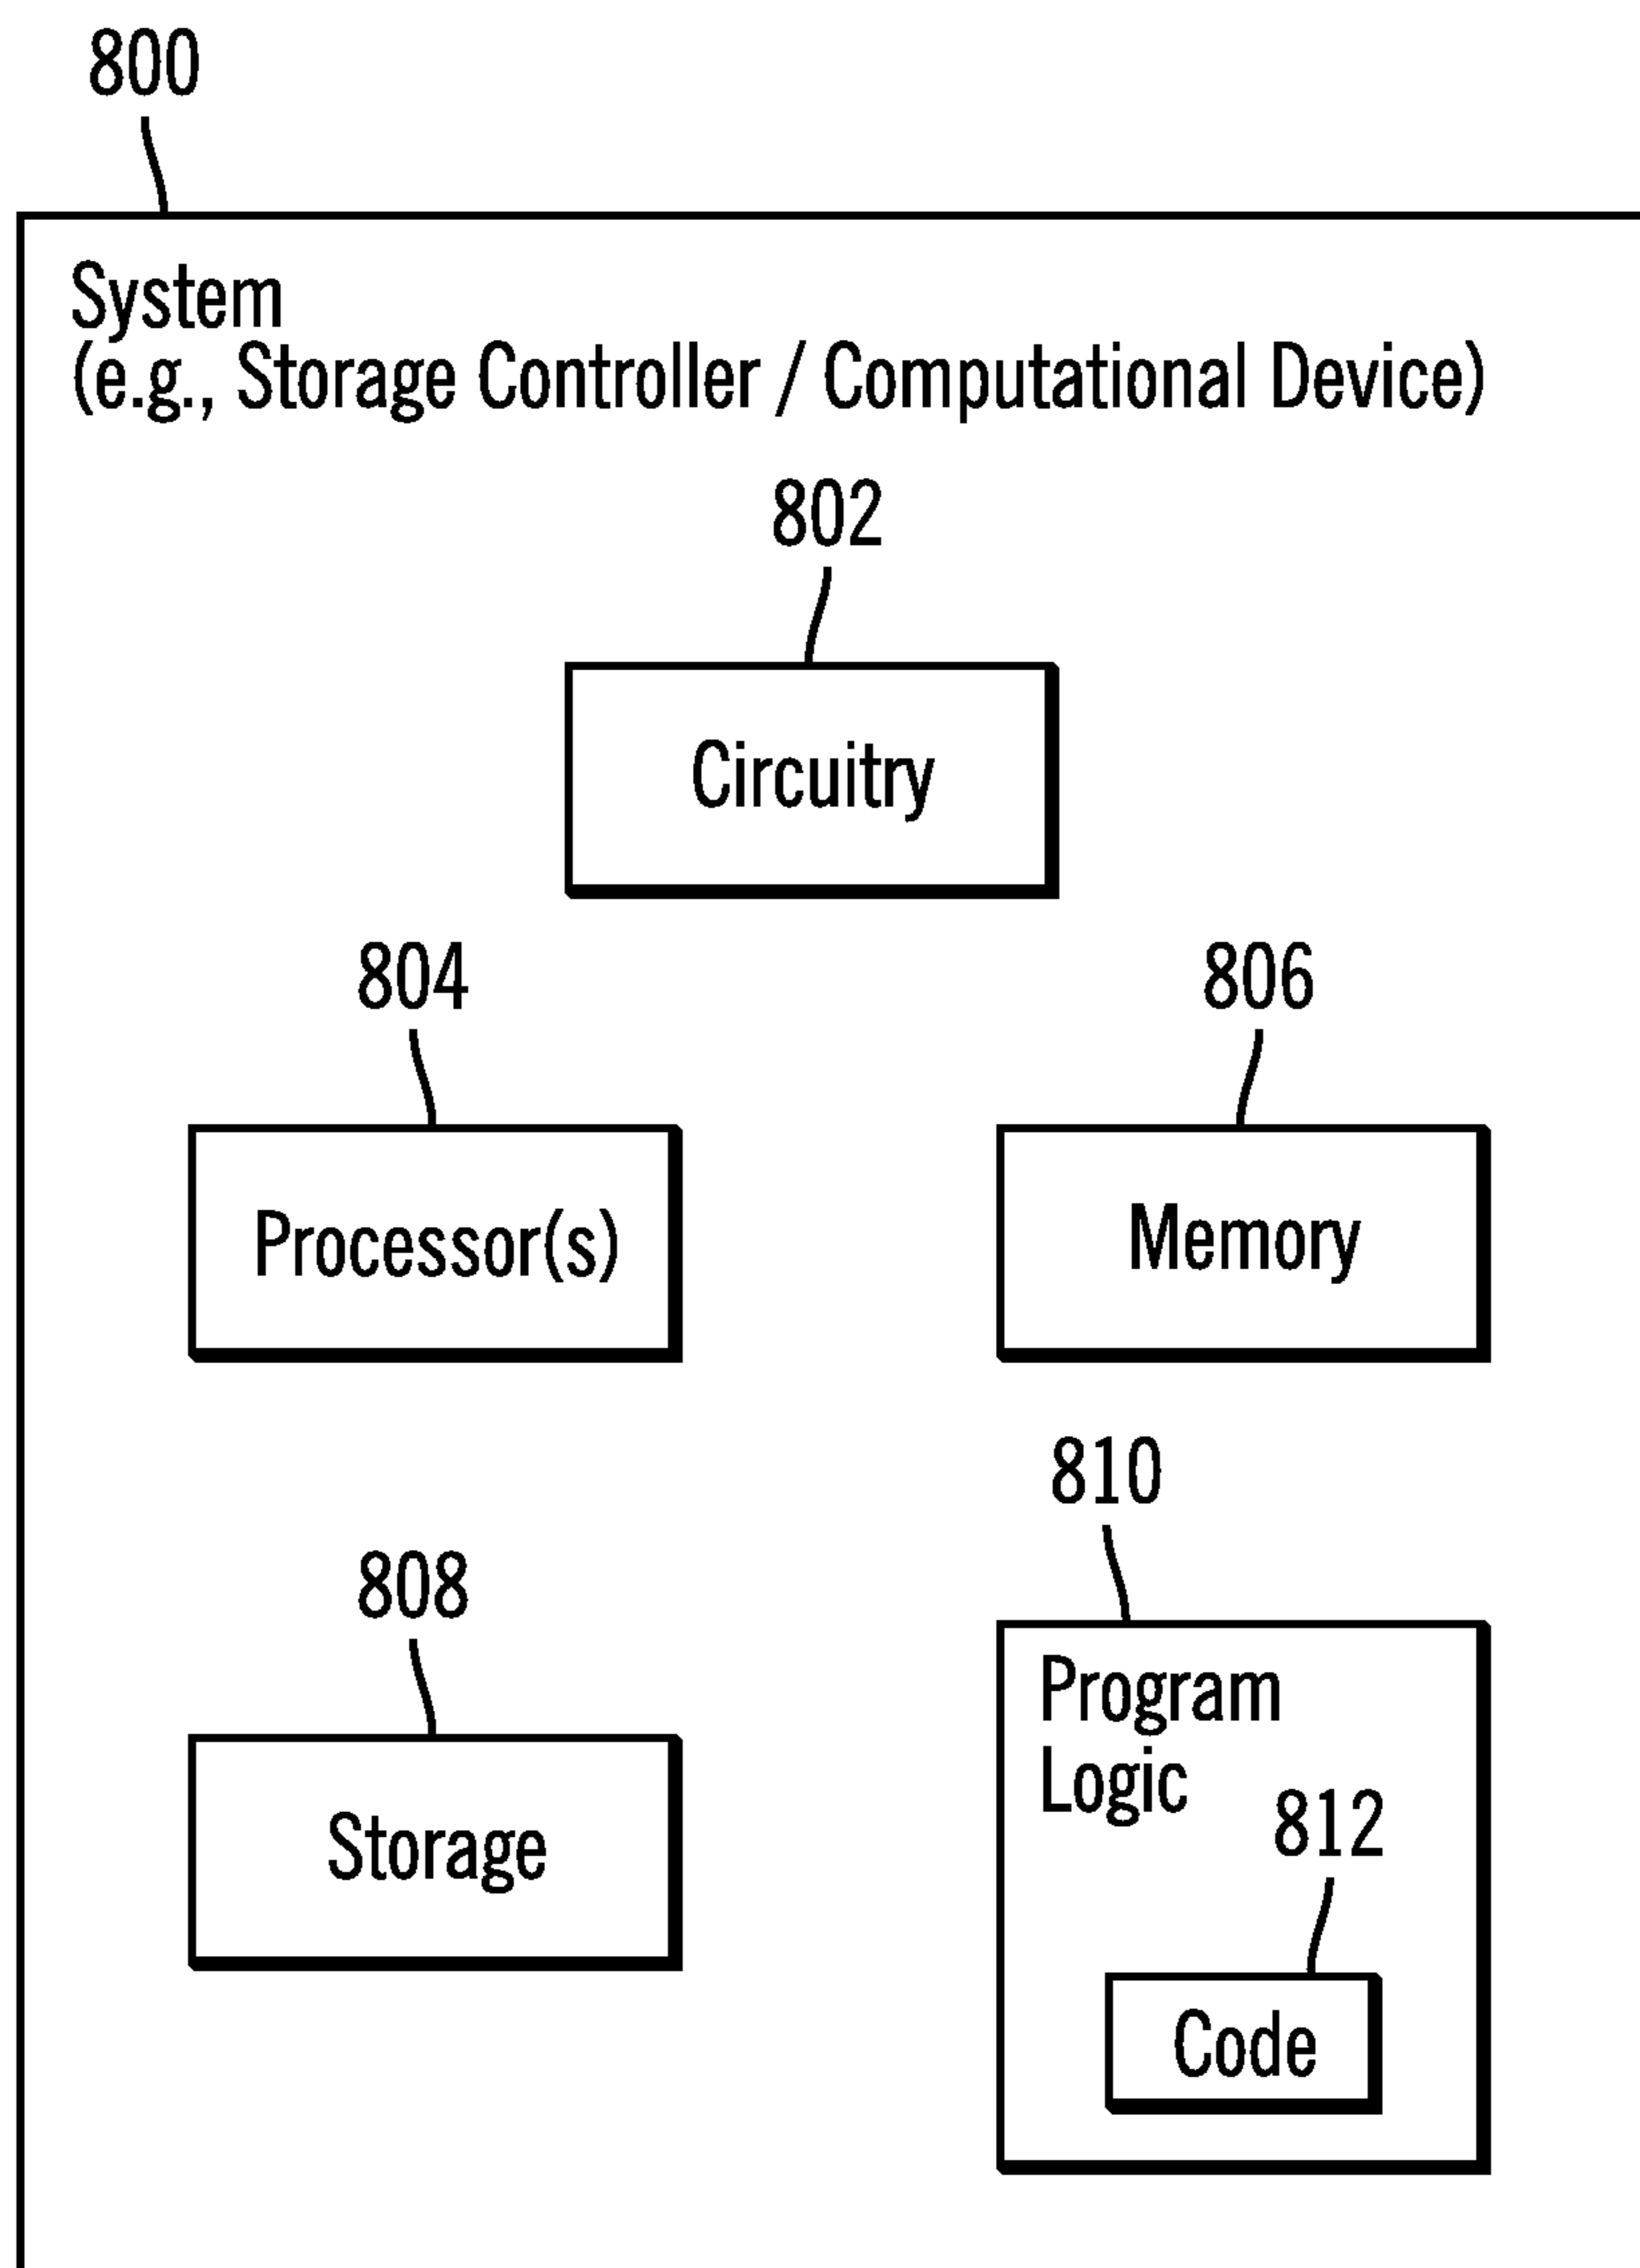 800
System
(e.g., Storage Controller / Computational Device)
802
Circuitry
804
806
Processor(s)
Memory
810
808
Program
Logic
812
Storage
Code